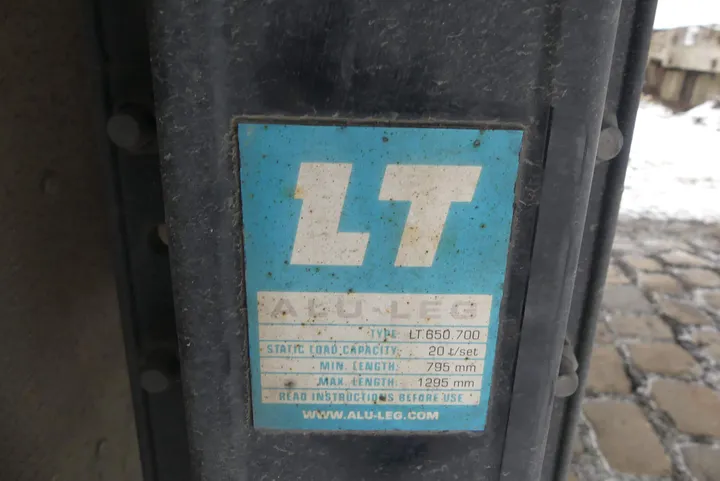 LT
ALU-LEG
TYPE LT 650.700
STATIC LOAD CAPACITY: 20 t/set
MIN. LENGTH: 795 mm
MAX. LENGTH 1295 mm
READ INSTRUCTIONS BEFORE USE
WWW.ALU-LEG.COM